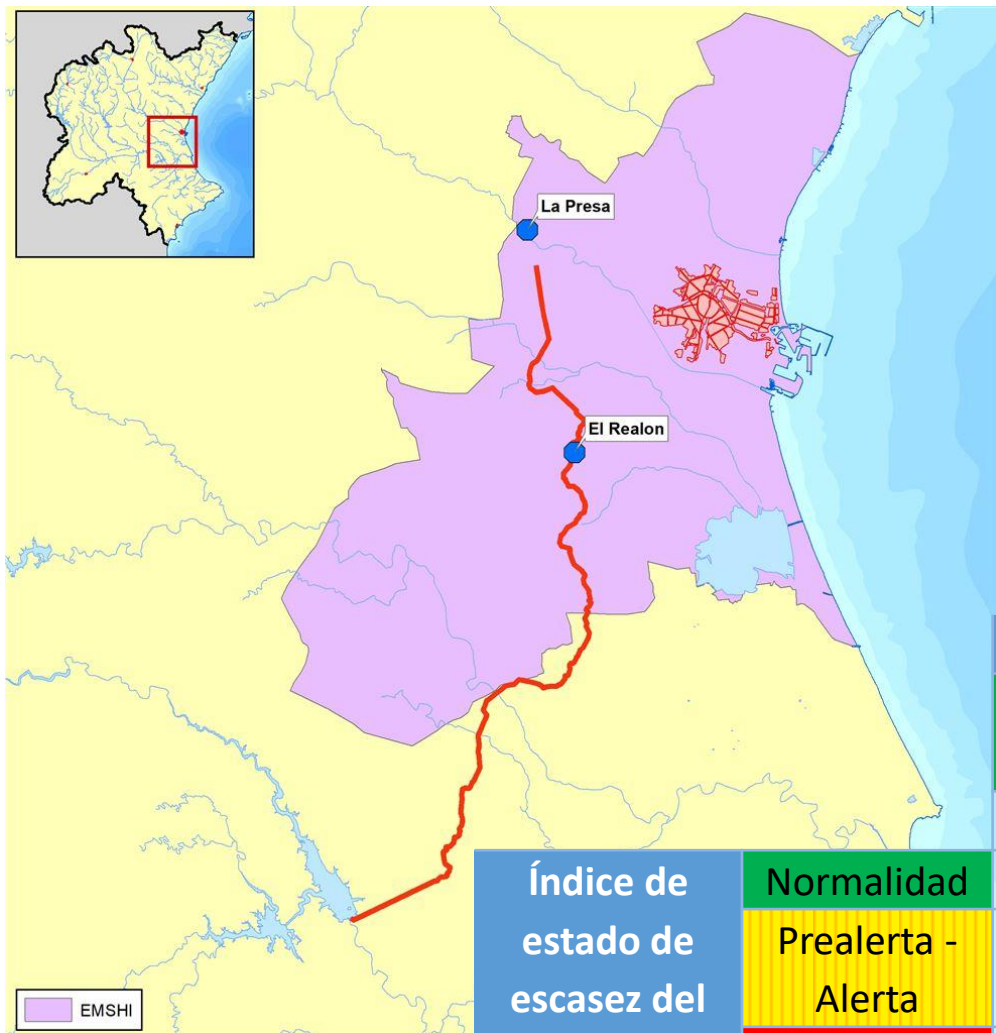 La Presa
El Realon
EMSHI
Índice de
estado de
escasez del
Normalidad
Prealerta -
Alerta